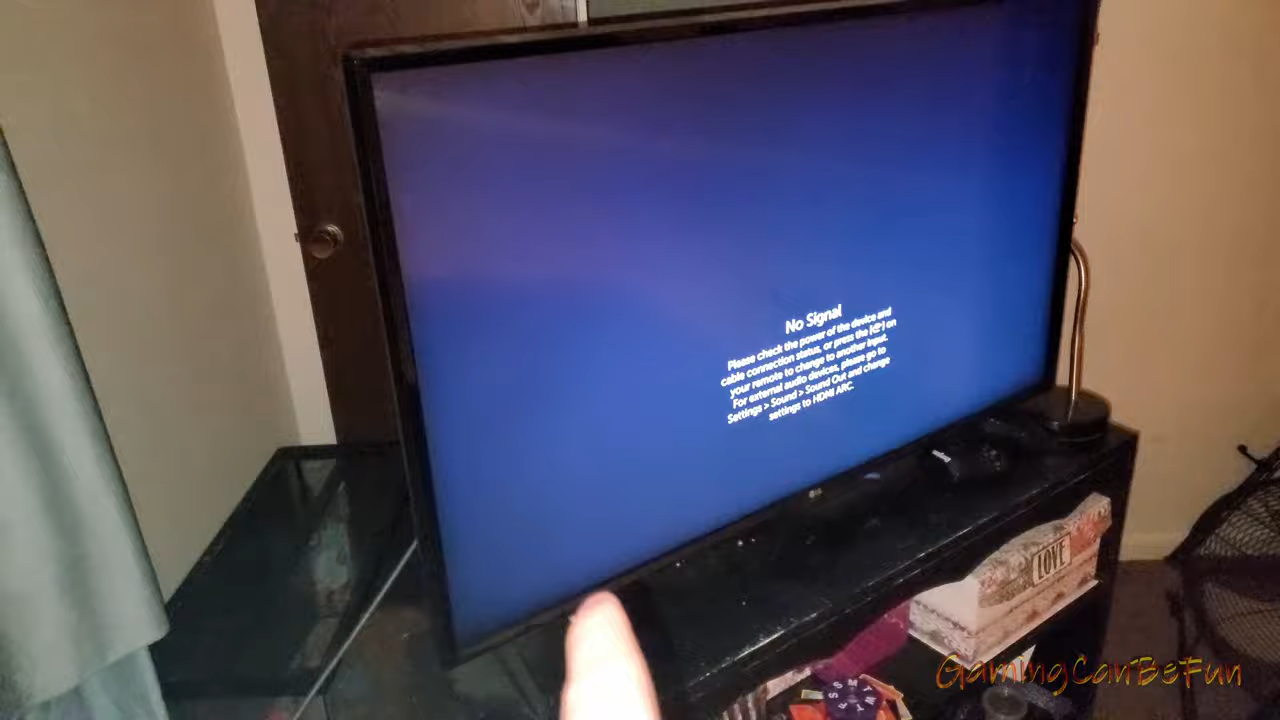 No Signal
Please check the power of the device and
cable connection status, or press the [ ] on
your remote to change to another input.
For external audio devices, please go to
Settings > Sound > Sound Out and change
settings to HDMI ARC.
LG
LOVE
S M T W T F S
GamingCanBeFun